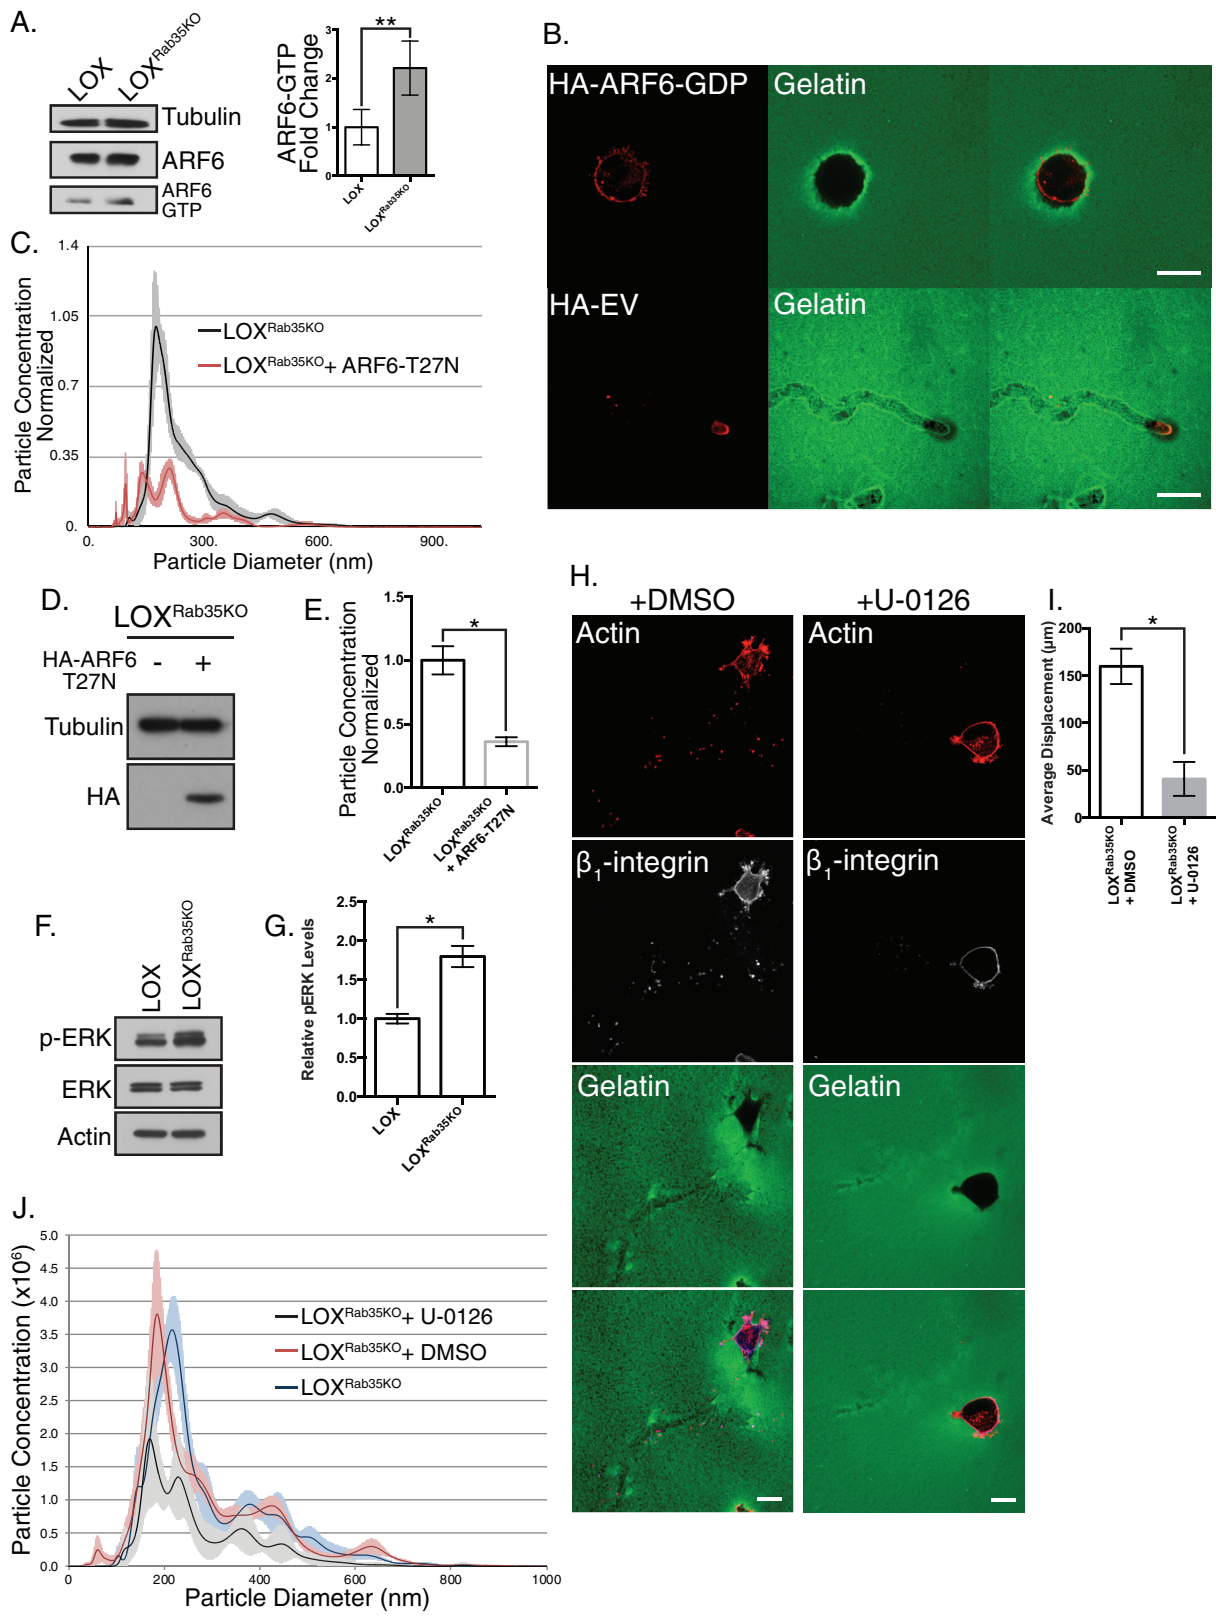 A.
LOX
LOXRab35KO
Tubulin
ARF6
ARF6
GTP
ARF6-GTP
Fold Change
3
2
1
0
**
LOX
LOXRab35KO
B.
HA-ARF6-GDP
Gelatin
HA-EV
Gelatin
C.
Particle Concentration
Normalized
1.4
1.05
0.7
0.35
0.
LOXRab35KO
LOXRab35KO+ ARF6-T27N
0.
300.
600.
900.
Particle Diameter (nm)
D.
LOXRab35KO
HA-ARF6
T27N
-
+
Tubulin
HA
E.
Particle Concentration
Normalized
1.5
1.0
0.5
0.0
*
LOXRab35KO
LOXRab35KO
+ ARF6-T27N
F.
LOX
LOXRab35KO
p-ERK
ERK
Actin
G.
Relative pERK Levels
2.5
2.0
1.5
1.0
0.5
0.0
*
LOX
LOXRab35KO
H.
+DMSO
+U-0126
Actin
Actin
β1-integrin
β1-integrin
Gelatin
Gelatin
I.
Average Displacement (µm)
200
150
100
50
0
*
LOXRab35KO
+ DMSO
LOXRab35KO
+ U-0126
J.
Particle Concentration (x10⁶)
5.0
4.5
4.0
3.5
3.0
2.5
2.0
1.5
1.0
0.5
0.0
LOXRab35KO+ U-0126
LOXRab35KO+ DMSO
LOXRab35KO
0
200
400
600
800
1000
Particle Diameter (nm)